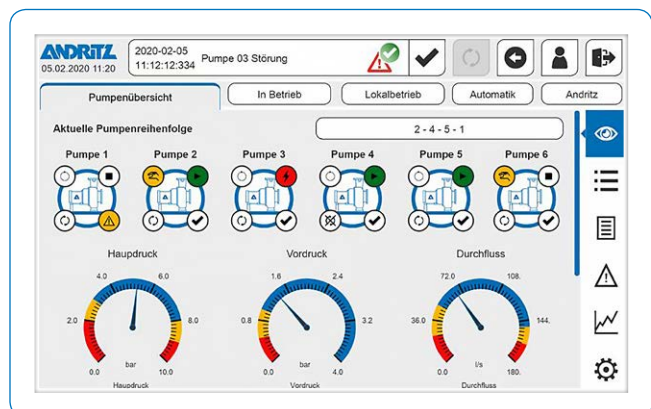 ANDRITZ
05.02.2020 11:20
2020-02-05
11:12:12:334
Pumpe 03 Störung
Pumpenübersicht
In Betrieb
Lokalbetrieb
Automatik
Andritz
Aktuelle Pumpenreihenfolge
2 - 4 - 5 - 1
Pumpe 1
Pumpe 2
Pumpe 3
Pumpe 4
Pumpe 5
Pumpe 6
Haupdruck
Vordruck
Durchfluss
4.0 6.0
1.6 2.4
72.0 108.
2.0 8.0
0.8 3.2
36.0 144.
bar
bar
l/s
0.0 10.0
0.0 4.0
0.0 180.
Haupdruck
Vordruck
Durchfluss